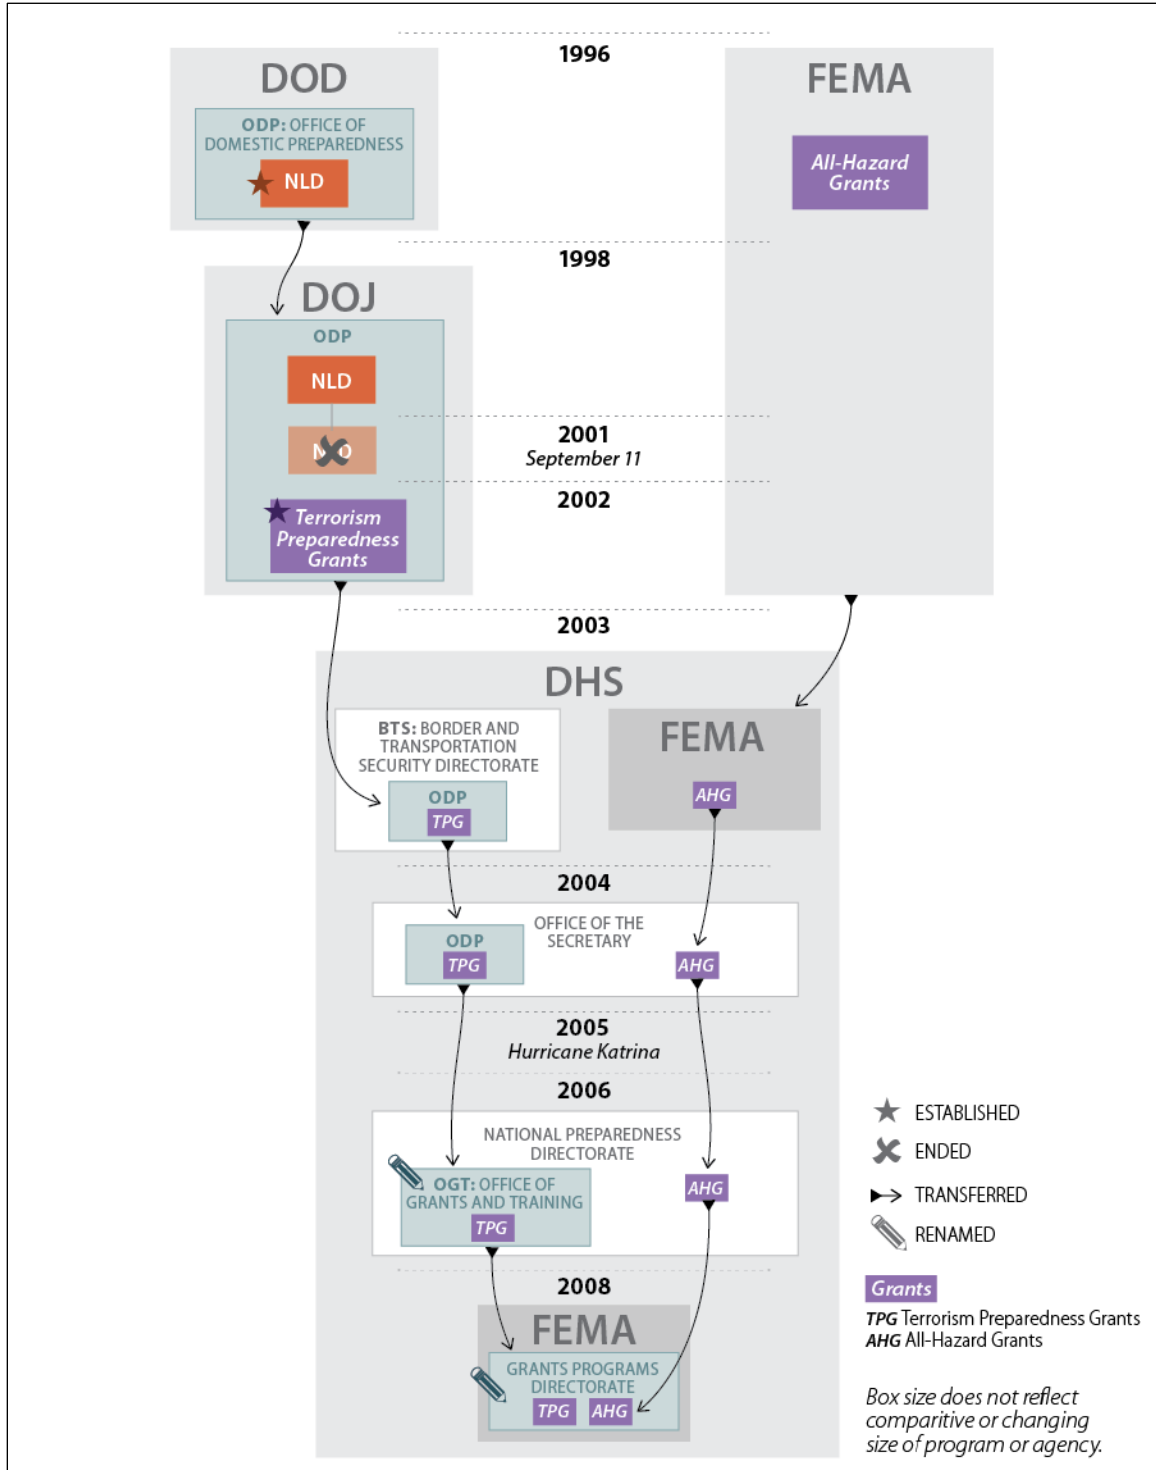 1996
DOD
ODP: OFFICE OF
DOMESTIC PREPAREDNESS
NLD
FEMA
All-Hazard
Grants
1998
DOJ
ODP
NLD
2001
September 11
2002
Terrorism
Preparedness
Grants
2003
DHS
BTS: BORDER AND
TRANSPORTATION
SECURITY DIRECTORATE
ODP
TPG
FEMA
AHG
2004
OFFICE OF THE
SECRETARY
ODP
TPG
AHG
2005
Hurricane Katrina
2006
NATIONAL PREPAREDNESS
DIRECTORATE
OGT: OFFICE OF
GRANTS AND TRAINING
TPG
AHG
2008
FEMA
GRANTS PROGRAMS
DIRECTORATE
TPG AHG
ESTABLISHED
ENDED
TRANSFERRED
RENAMED
Grants
TPG Terrorism Preparedness Grants
AHG All-Hazard Grants
Box size does not reflect
comparitive or changing
size of program or agency.